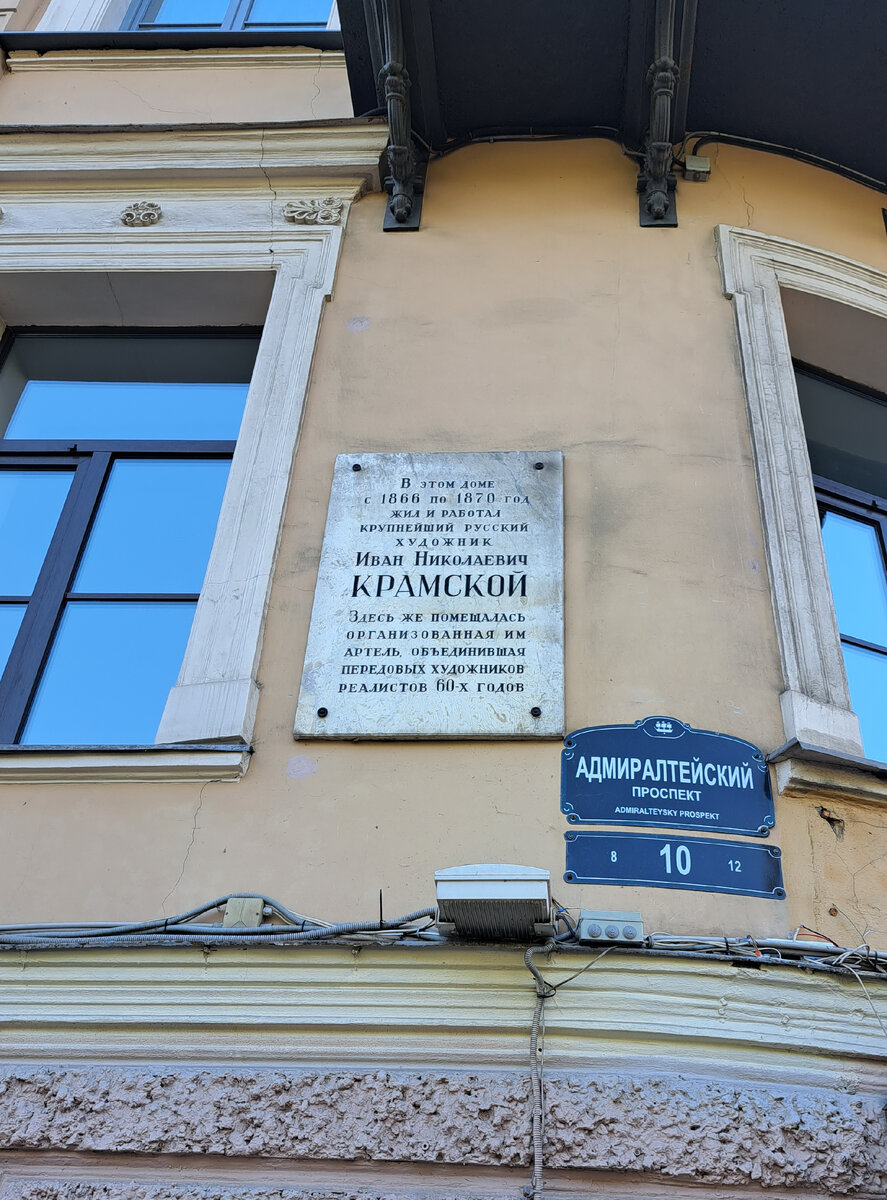 В этом доме
с 1866 по 1870 год
жил и работал
крупнейший русский
художник
Иван Николаевич
КРАМСКОЙ
Здесь же помещалась
организованная им
артель, объединившая
передовых художников
реалистов 60-х годов
АДМИРАЛТЕЙСКИЙ
ПРОСПЕКТ
ADMIRALTEYSKY PROSPEKT
8 10 12